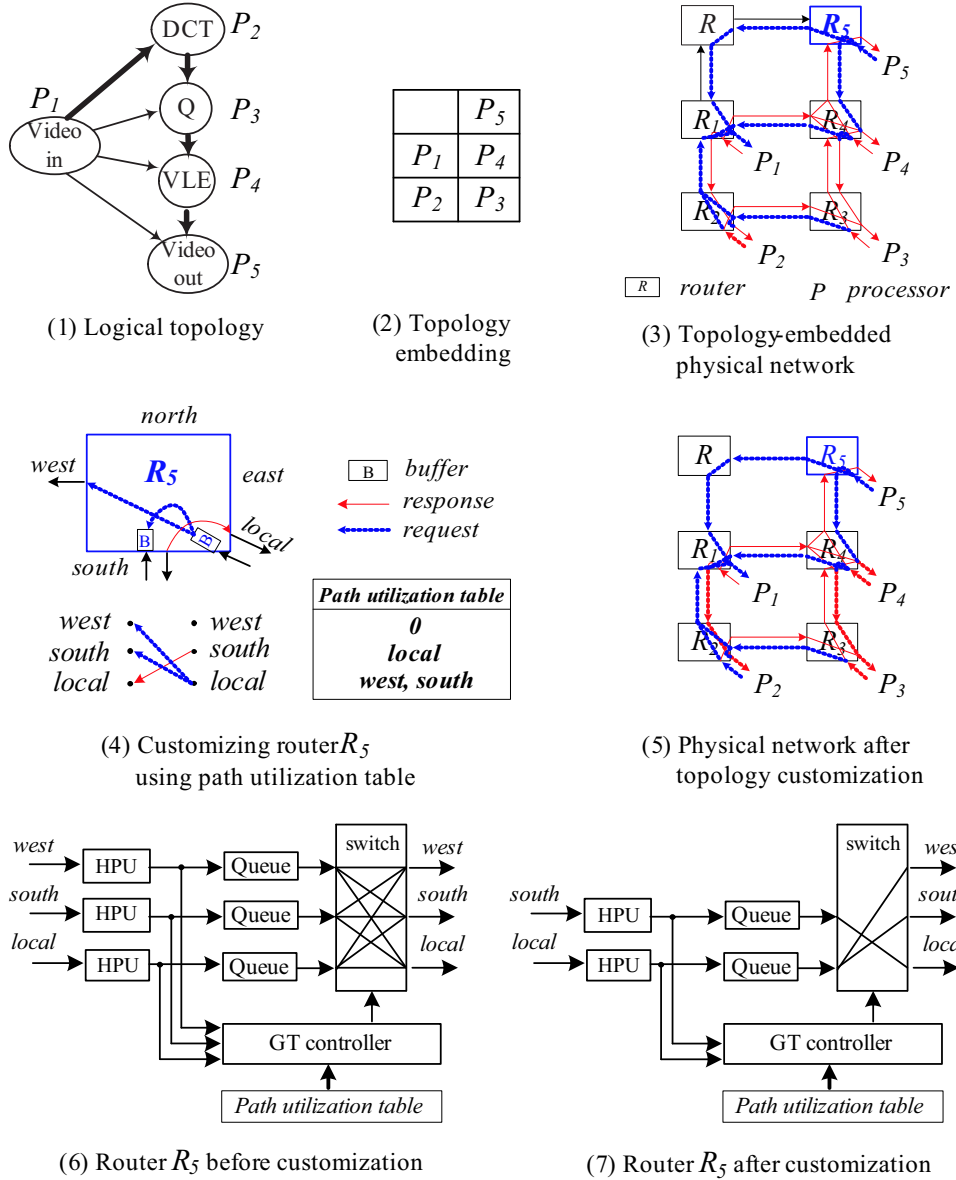 DCT P2
P1
Q P3
Video
in
VLE P4
Video
out
P5
(1) Logical topology
P5
P1 P4
P2 P3
(2) Topology
embedding
R R5
P5
R1 R4
P1 P4
R2 R3
P2 P3
R router P processor
(3) Topology-embedded
physical network
north
west R5 east
B B
south local
B buffer
response
request
west west
south south
local local
Path utilization table
0
local
west, south
(4) Customizing router R5
using path utilization table
R R5
P5
R1 R4
P1 P4
R2 R3
P2 P3
(5) Physical network after
topology customization
west HPU Queue switch west
south HPU Queue south
local HPU Queue local
GT controller
Path utilization table
(6) Router R5 before customization
switch wes
south HPU Queue sout
local HPU Queue loca
GT controller
Path utilization table
(7) Router R5 after customization